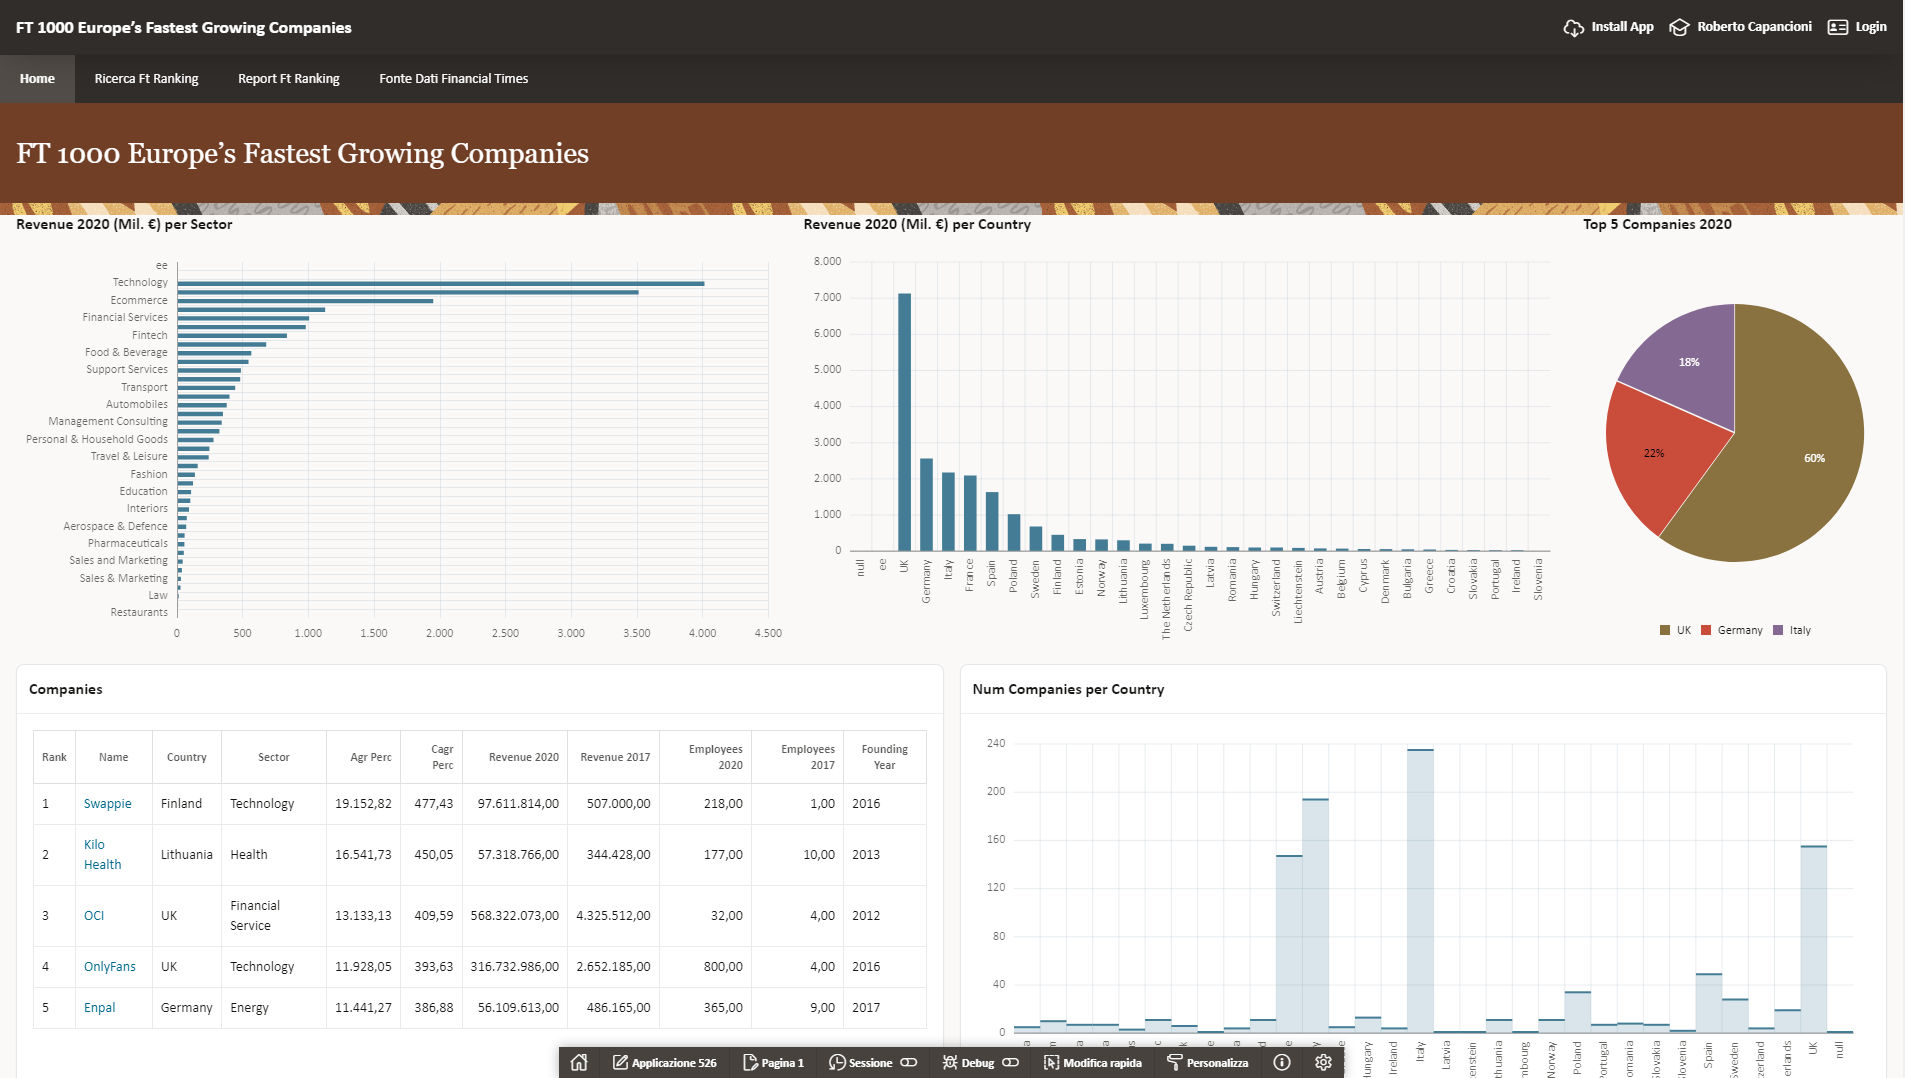 FT 1000 Europe's Fastest Growing Companies
Install App
Roberto Capancioni
Login
Home
Ricerca Ft Ranking
Report Ft Ranking
Fonte Dati Financial Times
FT 1000 Europe's Fastest Growing Companies
Revenue 2020 (Mil. €) per Sector
ee
Technology
Ecommerce
Financial Services
Fintech
Food & Beverage
Support Services
Transport
Automobiles
Management Consulting
Personal & Household Goods
Travel & Leisure
Fashion
Education
Interiors
Aerospace & Defence
Pharmaceuticals
Sales and Marketing
Sales & Marketing
Law
Restaurants
0 500 1.000 1.500 2.000 2.500 3.000 3.500 4.000 4.500
Revenue 2020 (Mil. €) per Country
8.000
7.000
6.000
5.000
4.000
3.000
2.000
1.000
0
null
ee
UK
Germany
Italy
France
Spain
Poland
Sweden
Finland
Estonia
Norway
Lithuania
Luxembourg
The Netherlands
Czech Republic
Latvia
Romania
Hungary
Switzerland
Liechtenstein
Austria
Belgium
Cyprus
Denmark
Bulgaria
Greece
Croatia
Slovakia
Portugal
Ireland
Slovenia
Top 5 Companies 2020
18%
22%
60%
UK Germany Italy
Companies
Rank Name Country Sector Agr Perc Cagr Perc Revenue 2020 Revenue 2017 Employees 2020 Employees 2017 Founding Year
1 Swappie Finland Technology 19.152,82 477,43 97.611.814,00 507.000,00 218,00 1,00 2016
2 Kilo Health Lithuania Health 16.541,73 450,05 57.318.766,00 344.428,00 177,00 10,00 2013
3 OCI UK Financial Service 13.133,13 409,59 568.322.073,00 4.325.512,00 32,00 4,00 2012
4 OnlyFans UK Technology 11.928,05 393,63 316.732.986,00 2.652.185,00 800,00 4,00 2016
5 Enpal Germany Energy 11.441,27 386,88 56.109.613,00 486.165,00 365,00 9,00 2017
Num Companies per Country
240
200
160
120
80
40
0
Hungary
Ireland
Italy
Latvia
Norway
Poland
Slovakia
Spain
Sweden
UK
null
Applicazione 526
Pagina 1
Sessione
Debug
Modifica rapida
Personalizza